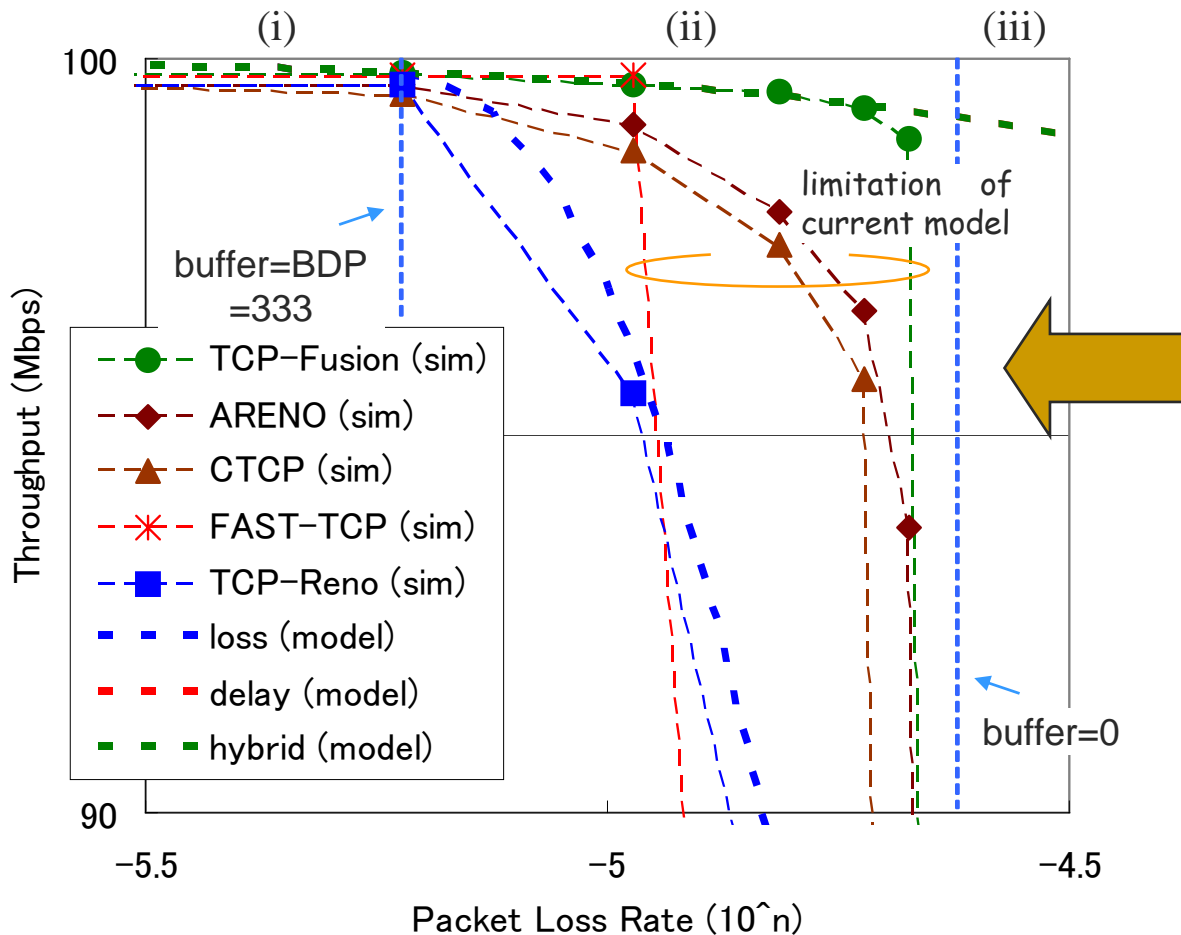 (i) (ii) (iii)
100
limitation of
current model
buffer=BDP
=333
Throughput (Mbps)
TCP-Fusion (sim)
ARENO (sim)
CTCP (sim)
FAST-TCP (sim)
TCP-Reno (sim)
loss (model)
delay (model)
hybrid (model)
buffer=0
90
-5.5 -5 -4.5
Packet Loss Rate (10^n)